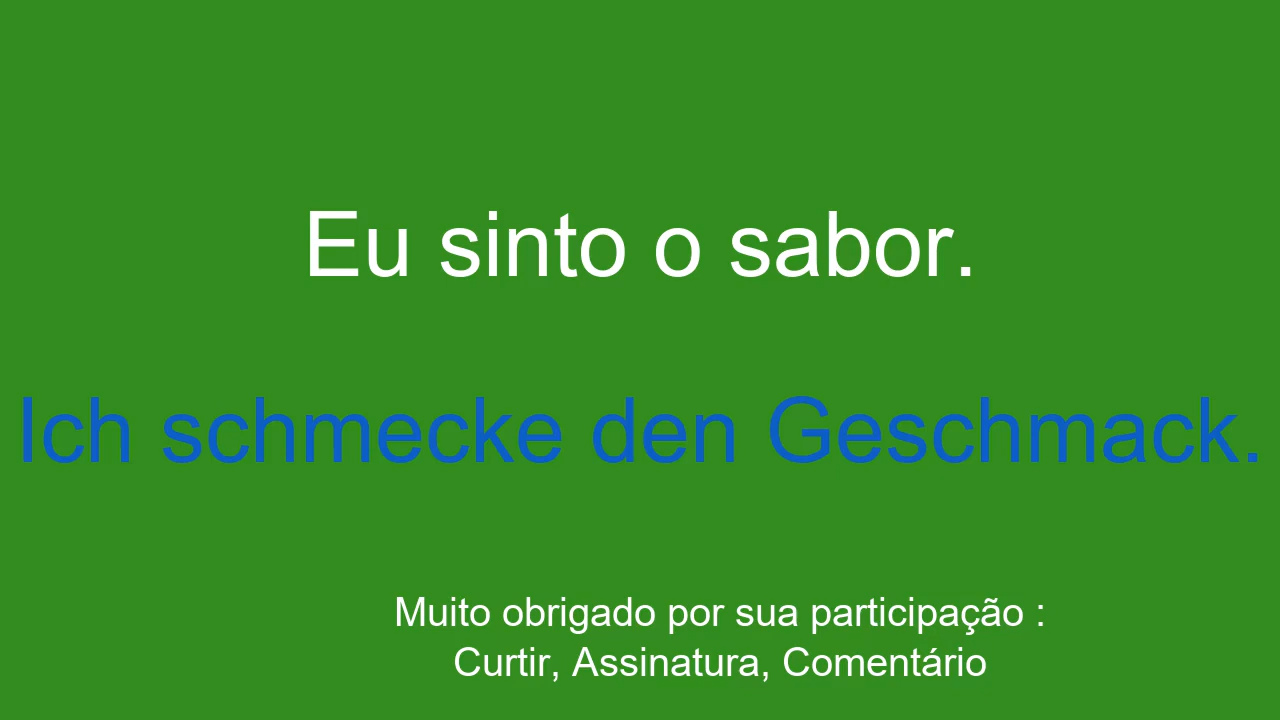 Eu sinto o sabor.
Ich schmecke den Geschmack.
Muito obrigado por sua participação :
Curtir, Assinatura, Comentário